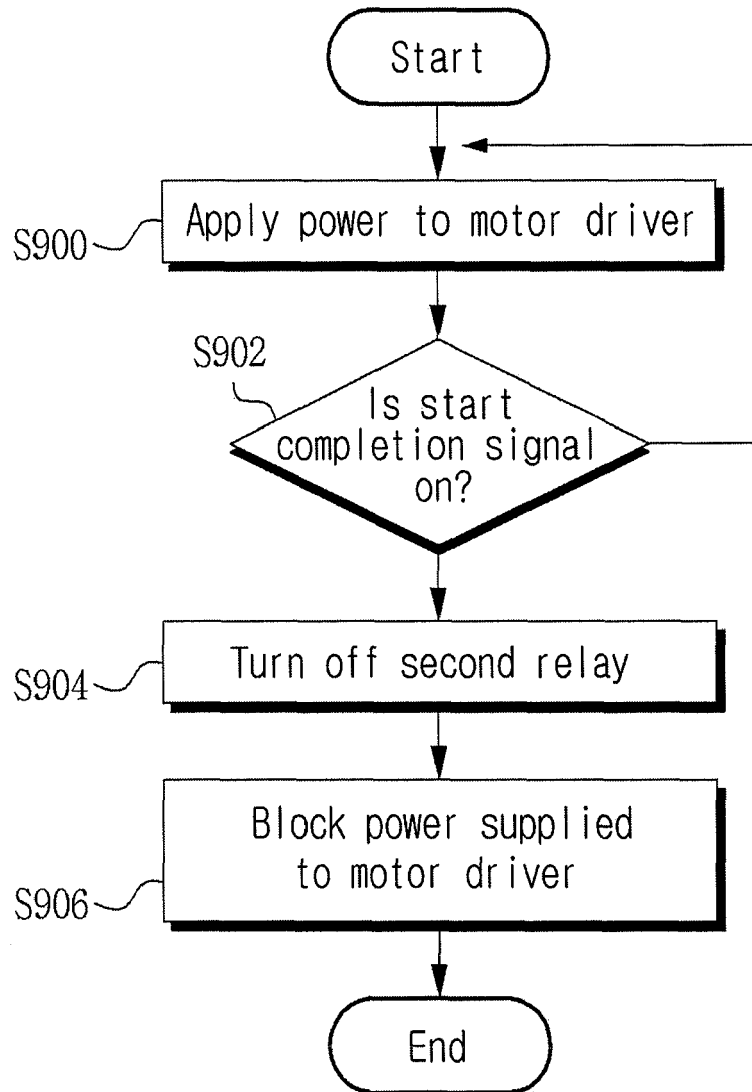 Start
S900
Apply power to motor driver
S902
Is start
completion signal
on?
S904
Turn off second relay
S906
Block power supplied
to motor driver
End